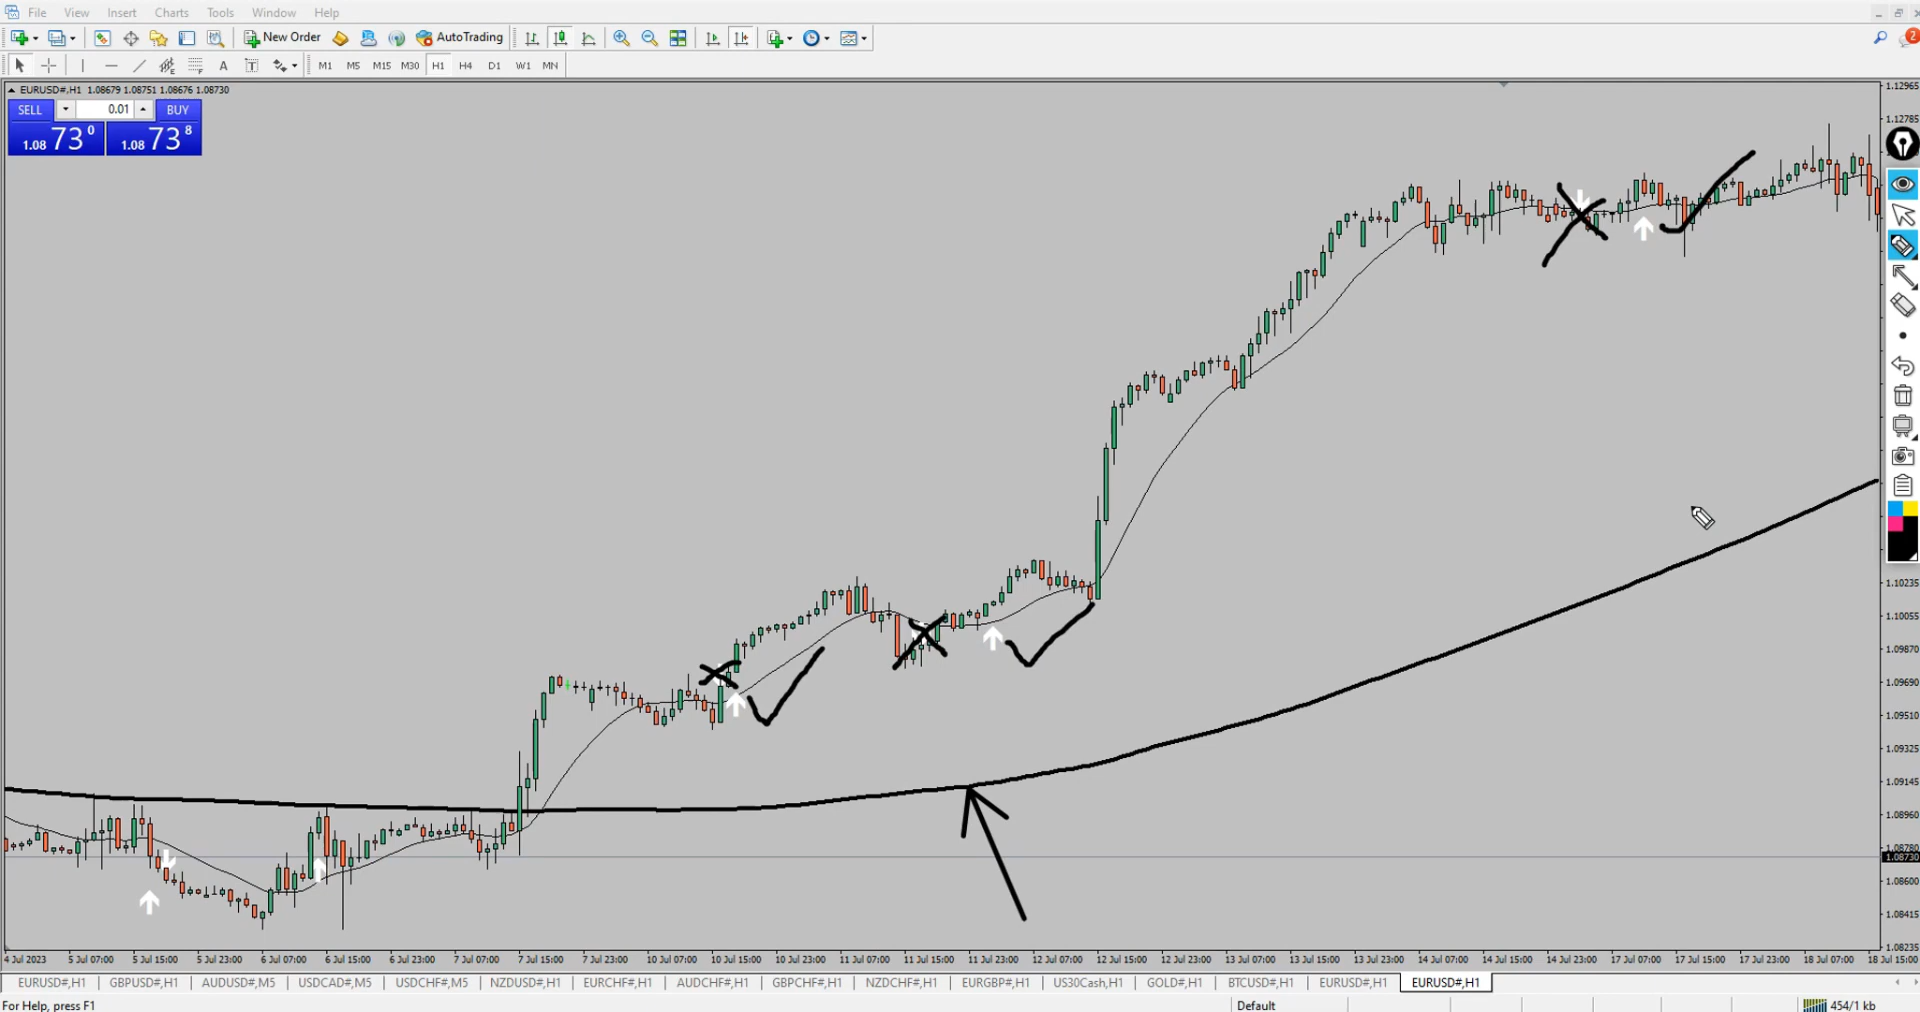 File View Insert Charts Tools Window Help
New Order AutoTrading 2
A T M1 M5 M15 M30 H1 H4 D1 W1 MN
EURUSD#,H1 1.08679 1.08751 1.08676 1.08730
SELL 0.01 BUY
1.08 73 0 1.08 73 8
1.12965
1.12785
1.10235
1.10055
1.09870
1.09690
1.09510
1.09325
1.09145
1.08960
1.08780
1.08730
1.08600
1.08415
1.08235
4 Jul 2023 5 Jul 07:00 5 Jul 15:00 5 Jul 23:00 6 Jul 07:00 6 Jul 15:00 6 Jul 23:00 7 Jul 07:00 7 Jul 15:00 7 Jul 23:00 10 Jul 07:00 10 Jul 15:00 10 Jul 23:00 11 Jul 07:00 11 Jul 15:00 11 Jul 23:00 12 Jul 07:00 12 Jul 15:00 12 Jul 23:00 13 Jul 07:00 13 Jul 15:00 13 Jul 23:00 14 Jul 07:00 14 Jul 15:00 14 Jul 23:00 17 Jul 07:00 17 Jul 15:00 17 Jul 23:00 18 Jul 07:00 18 Jul 15:00
EURUSD#,H1 GBPUSD#,H1 AUDUSD#,M5 USDCAD#,M5 USDCHF#,M5 NZDUSD#,H1 EURCHF#,H1 AUDCHF#,H1 GBPCHF#,H1 NZDCHF#,H1 EURGBP#,H1 US30Cash,H1 GOLD#,H1 BTCUSD#,H1 EURUSD#,H1 EURUSD#,H1
For Help, press F1 Default 454/1 kb